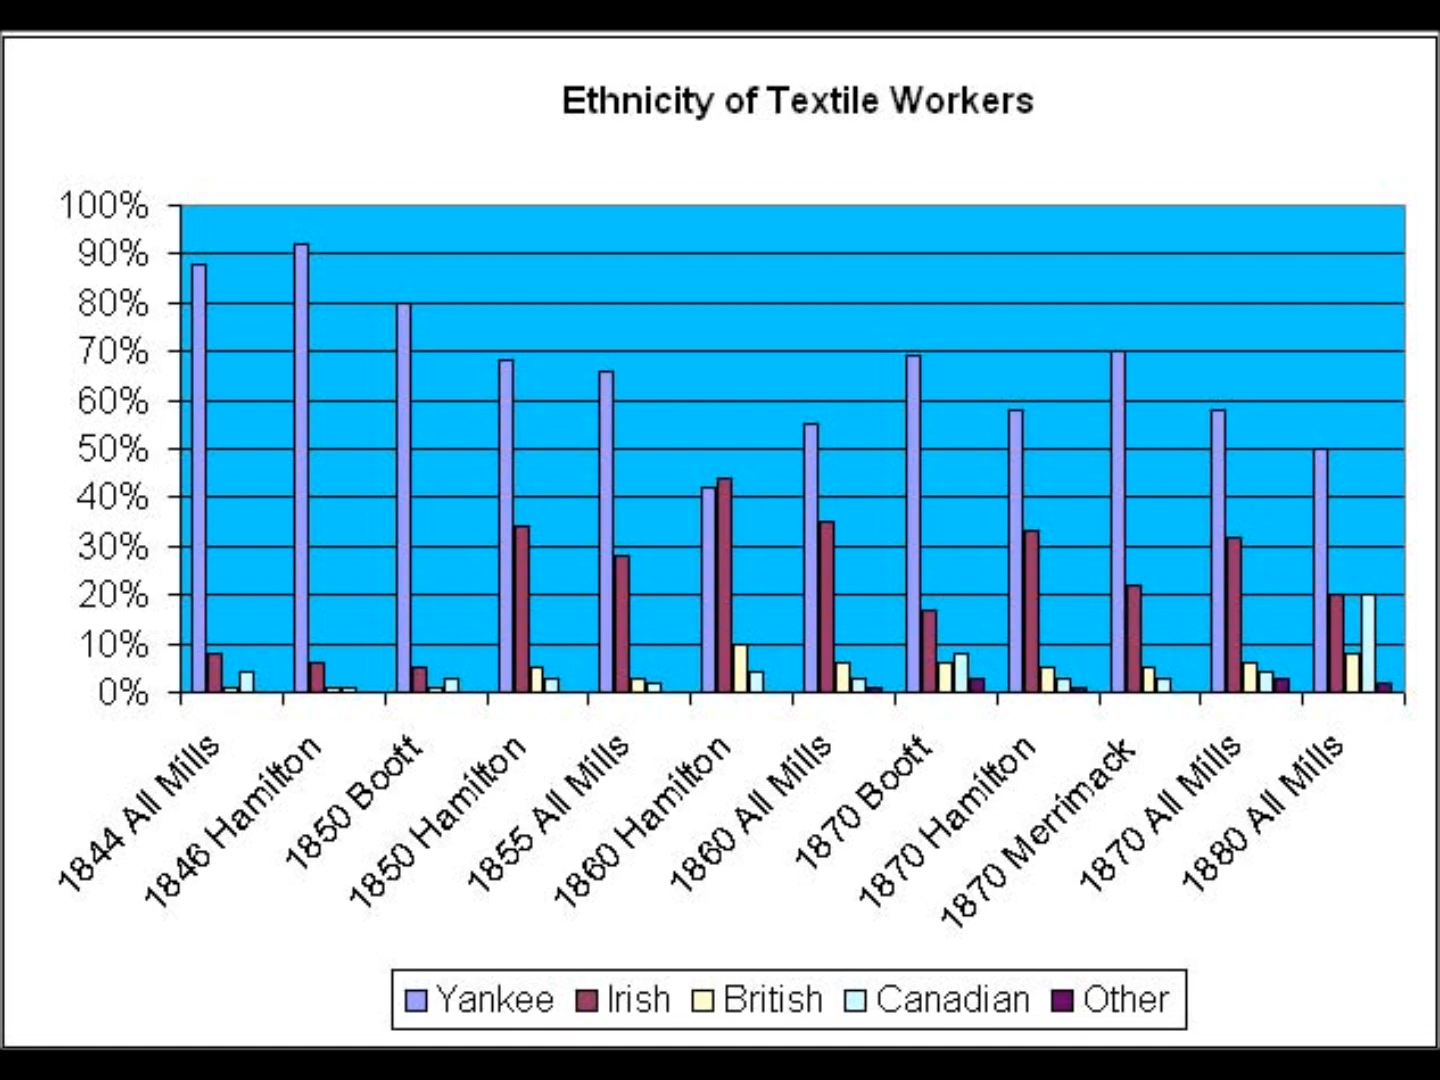 Ethnicity of Textile Workers
100%
90%
80%
70%
60%
50%
40%
30%
20%
10%
0%
1844 All Mills
1846 Hamilton
1850 Boott
1850 Hamilton
1855 All Mills
1860 Hamilton
1860 All Mills
1870 Boott
1870 Hamilton
1870 Merrimack
1870 All Mills
1880 All Mills
Yankee Irish British Canadian Other